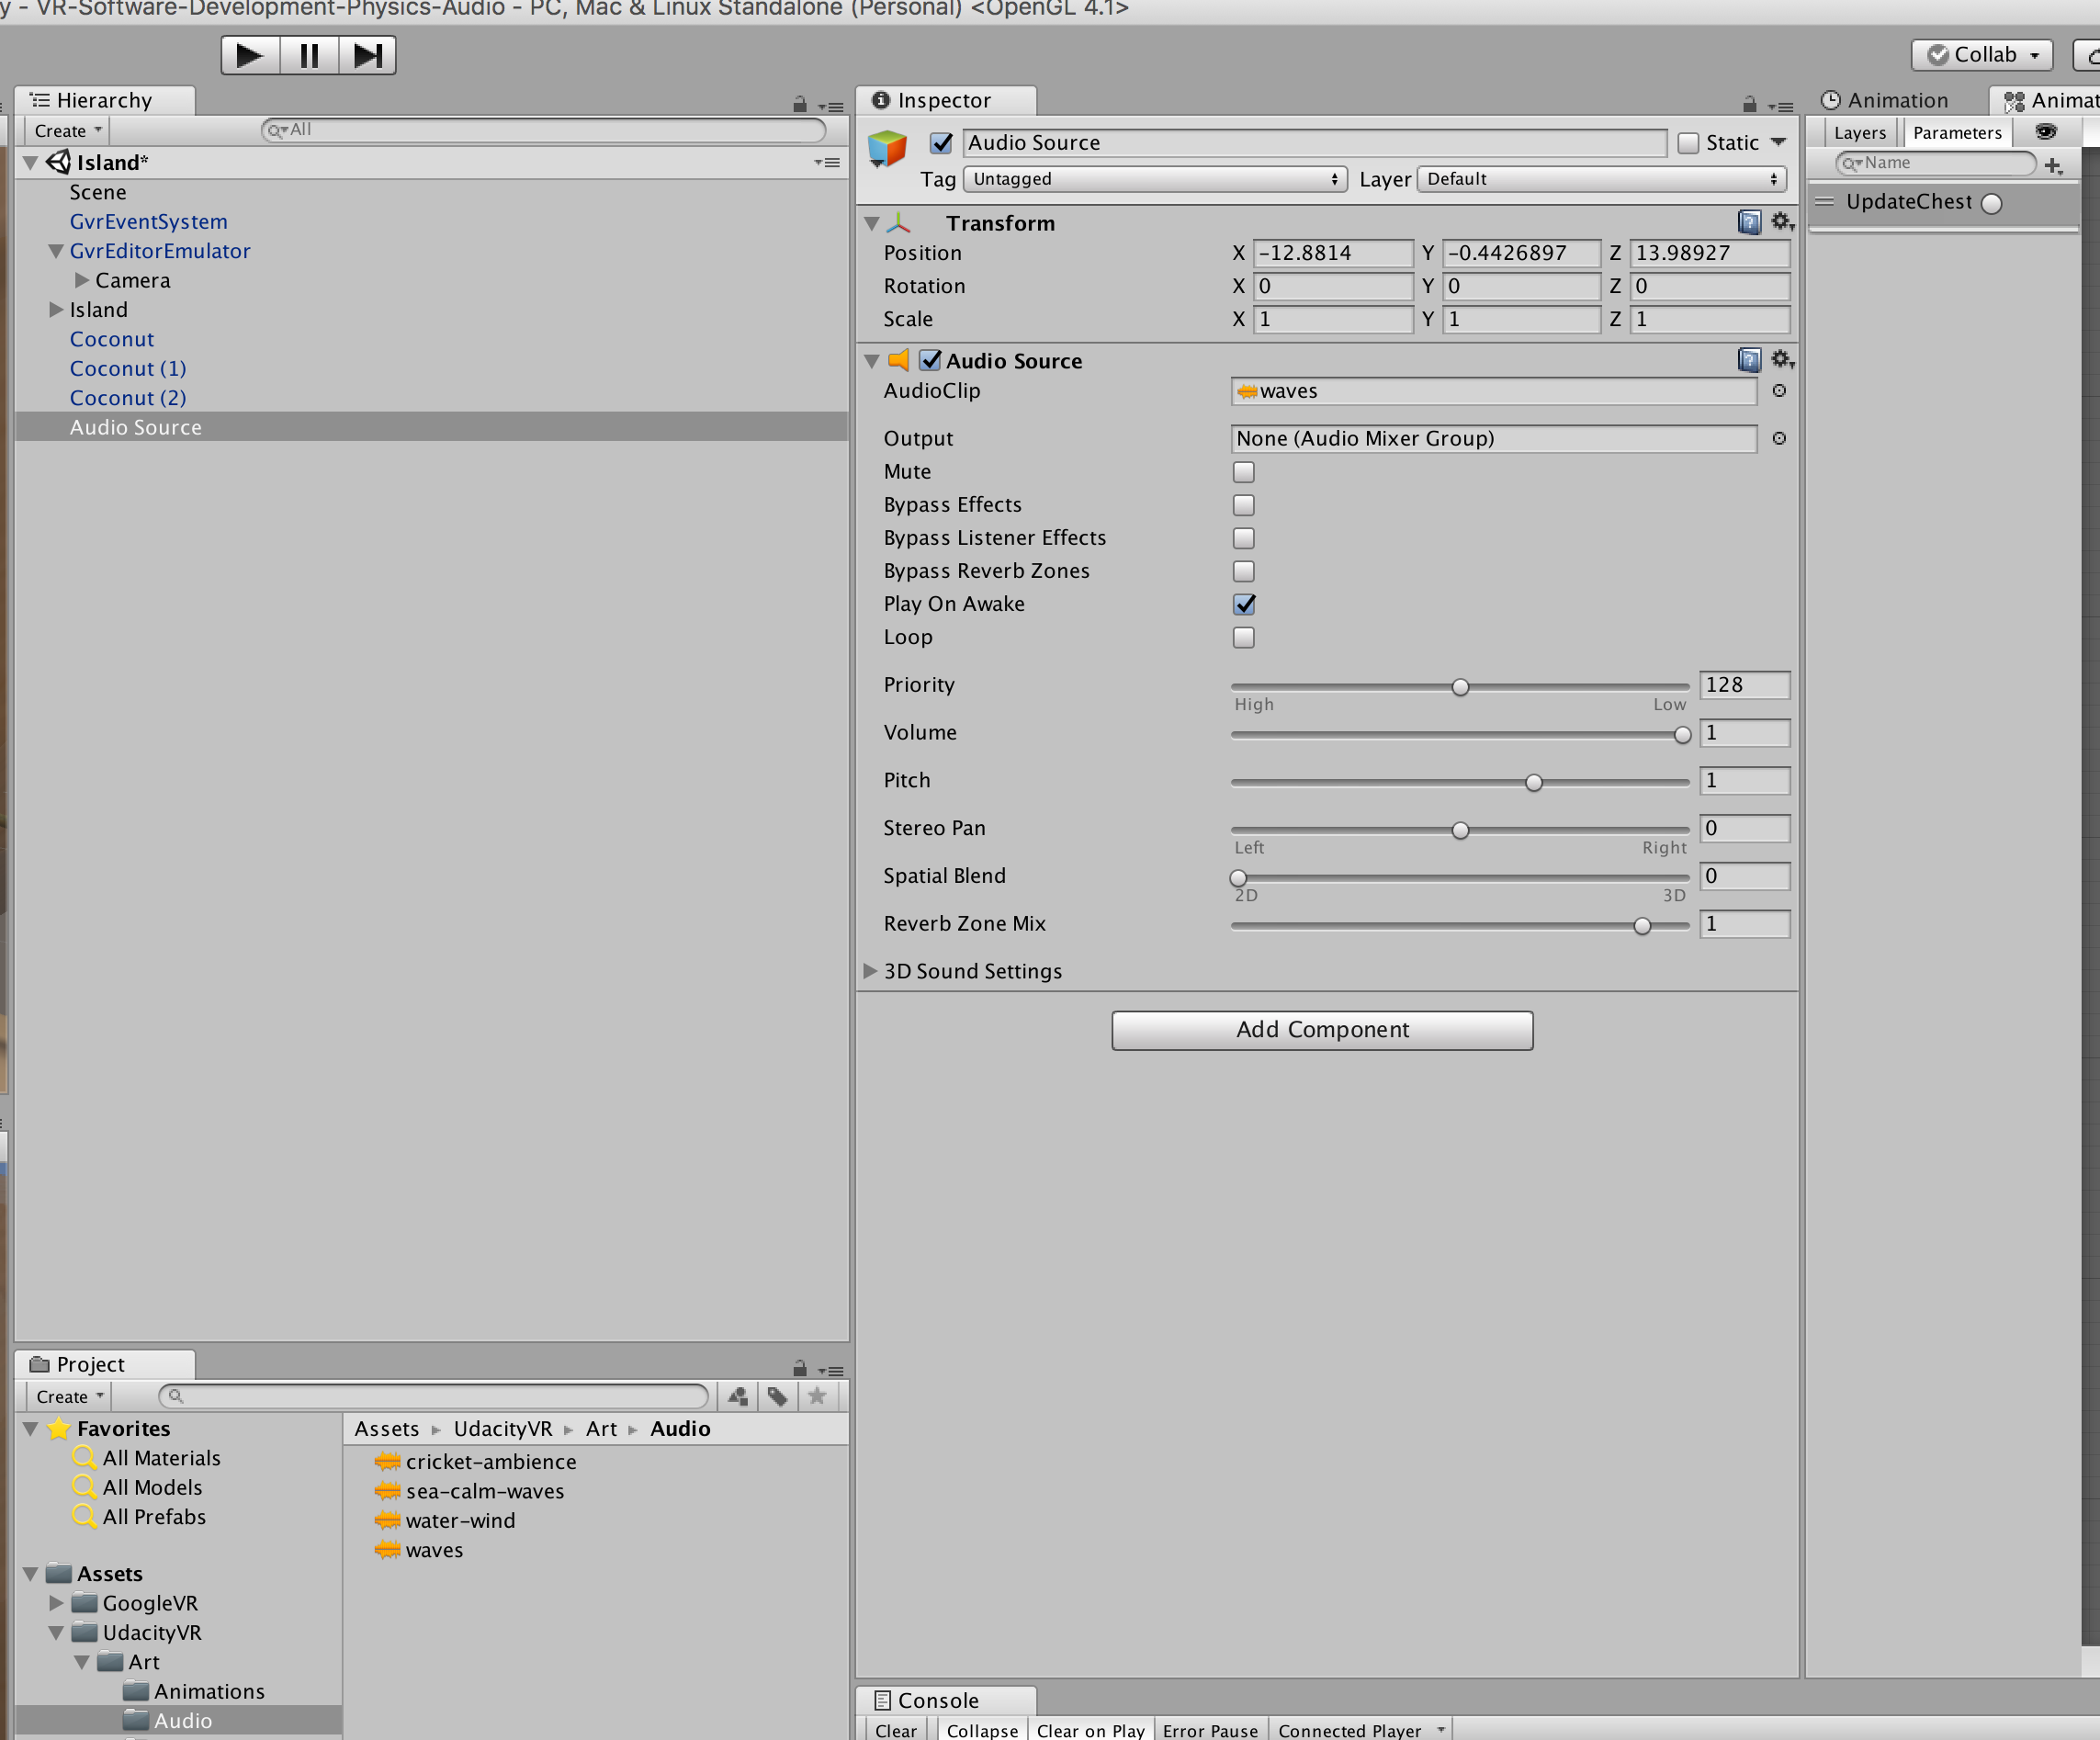 y - VR-Software-Development-Physics-Audio - PC, Mac & Linux Standalone (Personal) <OpenGL 4.1>
Collab
Hierarchy
Create
All
Island*
Scene
GvrEventSystem
GvrEditorEmulator
Camera
Island
Coconut
Coconut (1)
Coconut (2)
Audio Source
Inspector
Audio Source
Static
Tag Untagged Layer Default
Transform
Position X -12.8814 Y -0.4426897 Z 13.98927
Rotation X 0 Y 0 Z 0
Scale X 1 Y 1 Z 1
Audio Source
AudioClip waves
Output None (Audio Mixer Group)
Mute
Bypass Effects
Bypass Listener Effects
Bypass Reverb Zones
Play On Awake
Loop
Priority 128
High Low
Volume 1
Pitch 1
Stereo Pan 0
Left Right
Spatial Blend 0
2D 3D
Reverb Zone Mix 1
3D Sound Settings
Add Component
Animation
Animat
Layers Parameters
Name
UpdateChest
Project
Create
Favorites
All Materials
All Models
All Prefabs
Assets
GoogleVR
UdacityVR
Art
Animations
Audio
Assets UdacityVR Art Audio
cricket-ambience
sea-calm-waves
water-wind
waves
Console
Clear Collapse Clear on Play Error Pause Connected Player